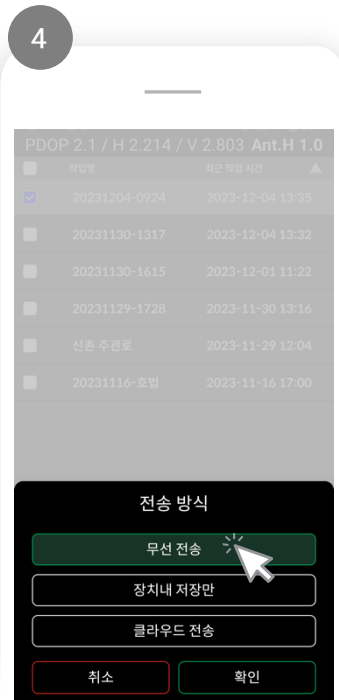 4
PDOP 2.1 / H 2.214 / V 2.803 Ant.H 1.0
작업명 최근 작업 시간
20231204-0924 2023-12-04 13:35
20231130-1317 2023-12-04 13:32
20231130-1615 2023-12-01 11:22
20231129-1728 2023-11-30 13:16
신촌 주관로 2023-11-29 12:04
20231116-호법 2023-11-16 17:00
전송 방식
무선 전송
장치내 저장만
클라우드 전송
취소 확인